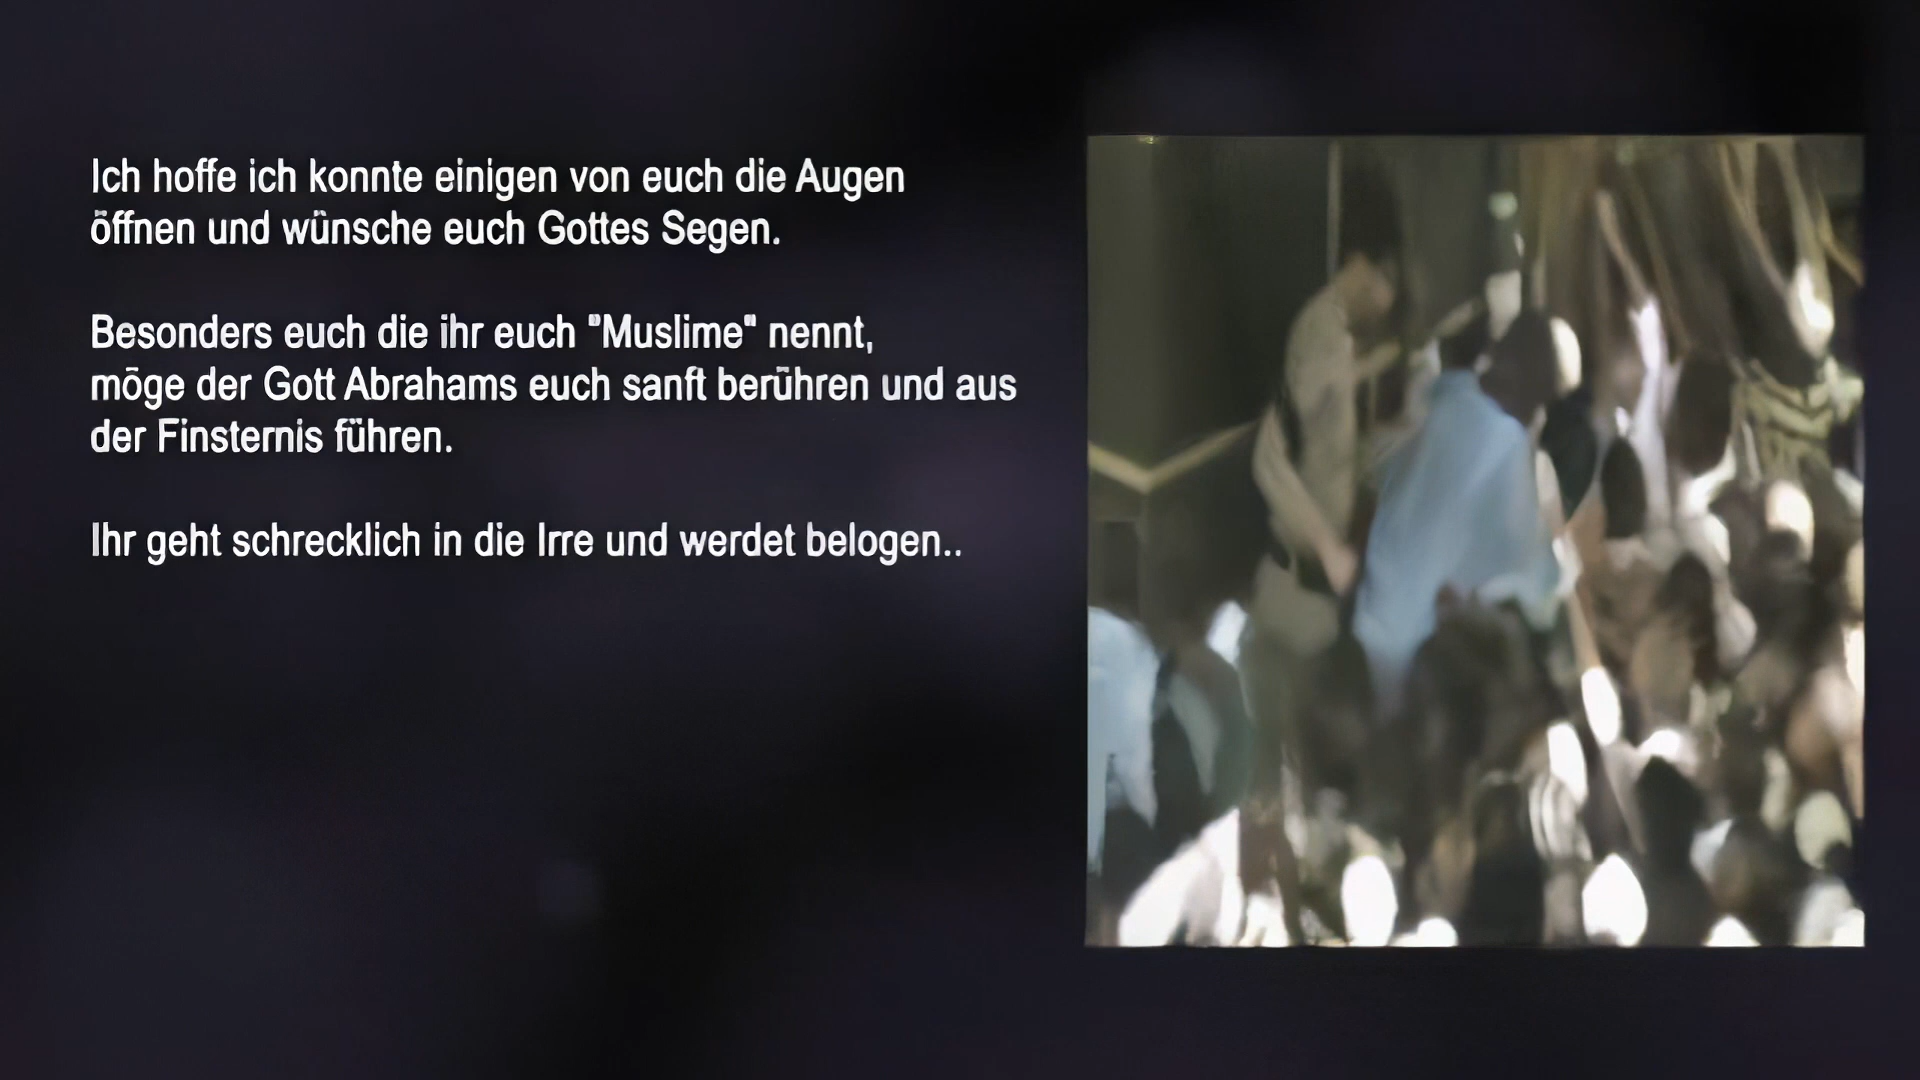 Ich hoffe ich konnte einigen von euch die Augen
öffnen und wünsche euch Gottes Segen.
Besonders euch die ihr euch "Muslime" nennt,
möge der Gott Abrahams euch sanft berühren und aus
der Finsternis führen.
Ihr geht schrecklich in die Irre und werdet belogen..